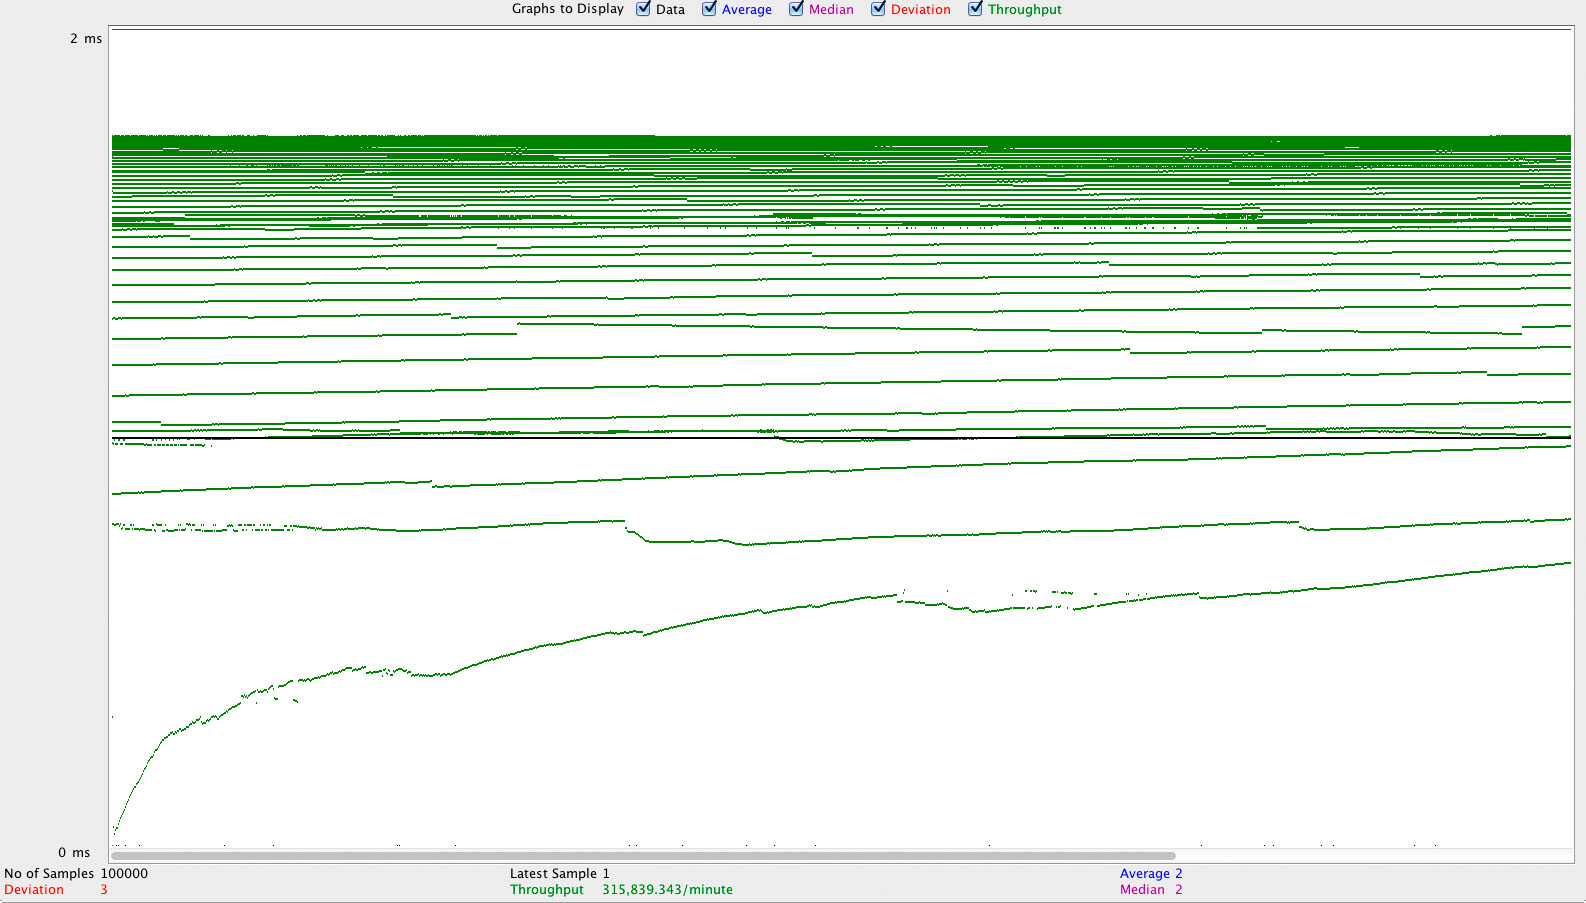 Graphs to Display Data Average Median Deviation Throughput
2 ms
0 ms
No of Samples 100000 Latest Sample 1 Average 2
Deviation 3 Throughput 315,839.343/minute Median 2